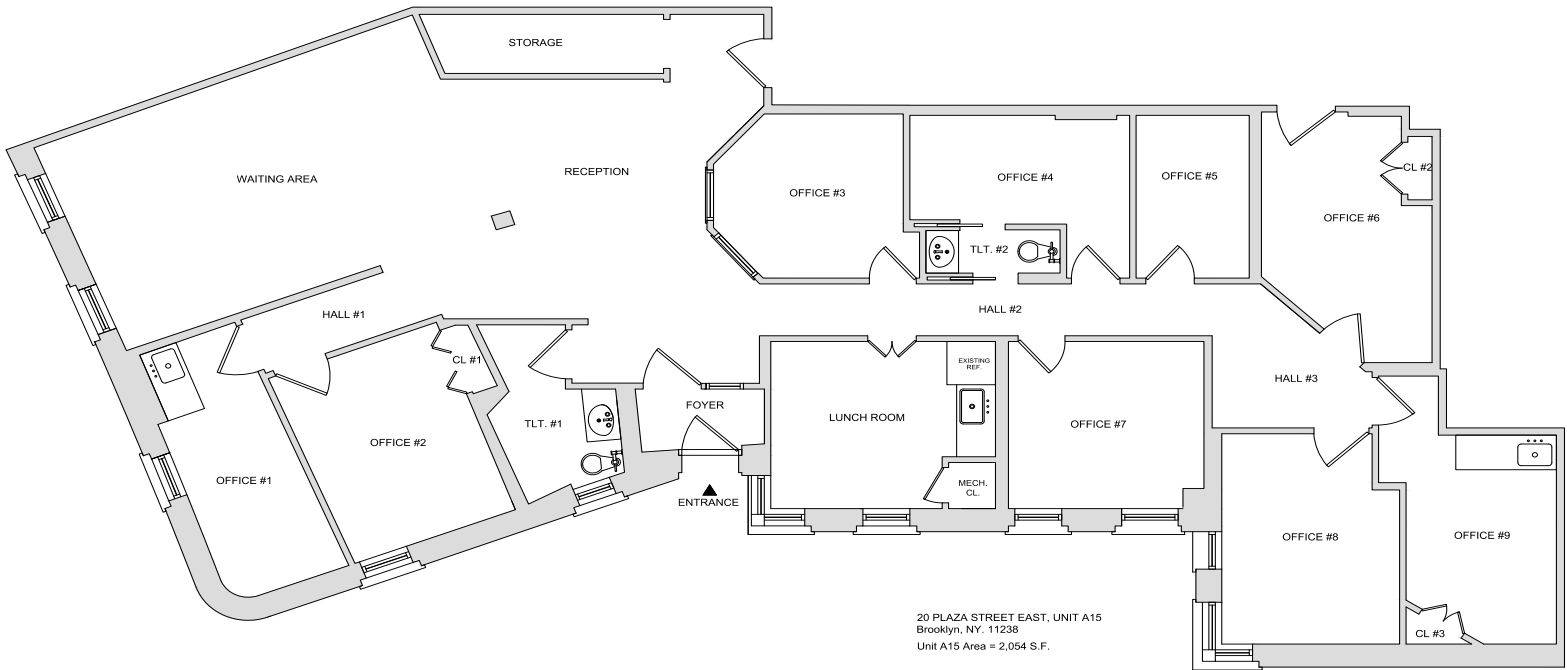 STORAGE
WAITING AREA
RECEPTION
OFFICE #3
OFFICE #4
OFFICE #5
CL #2
OFFICE #6
TLT. #2
HALL #1
HALL #2
CL #1
EXISTING
REF.
HALL #3
FOYER
LUNCH ROOM
TLT. #1
OFFICE #7
OFFICE #2
OFFICE #1
MECH.
CL.
ENTRANCE
OFFICE #8
OFFICE #9
CL #3
20 PLAZA STREET EAST, UNIT A15
Brooklyn, NY. 11238
Unit A15 Area = 2,054 S.F.